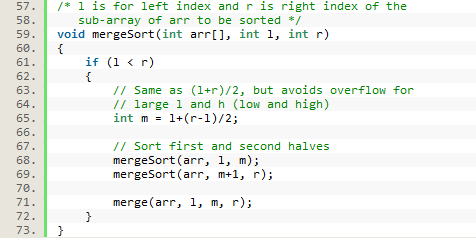 57. /* l is for left index and r is right index of the
58.    sub-array of arr to be sorted */
59. void mergeSort(int arr[], int l, int r)
60. {
61.     if (l < r)
62.     {
63.         // Same as (l+r)/2, but avoids overflow for
64.         // large l and h (low and high)
65.         int m = l+(r-l)/2;
66.
67.         // Sort first and second halves
68.         mergeSort(arr, l, m);
69.         mergeSort(arr, m+1, r);
70.
71.         merge(arr, l, m, r);
72.     }
73. }